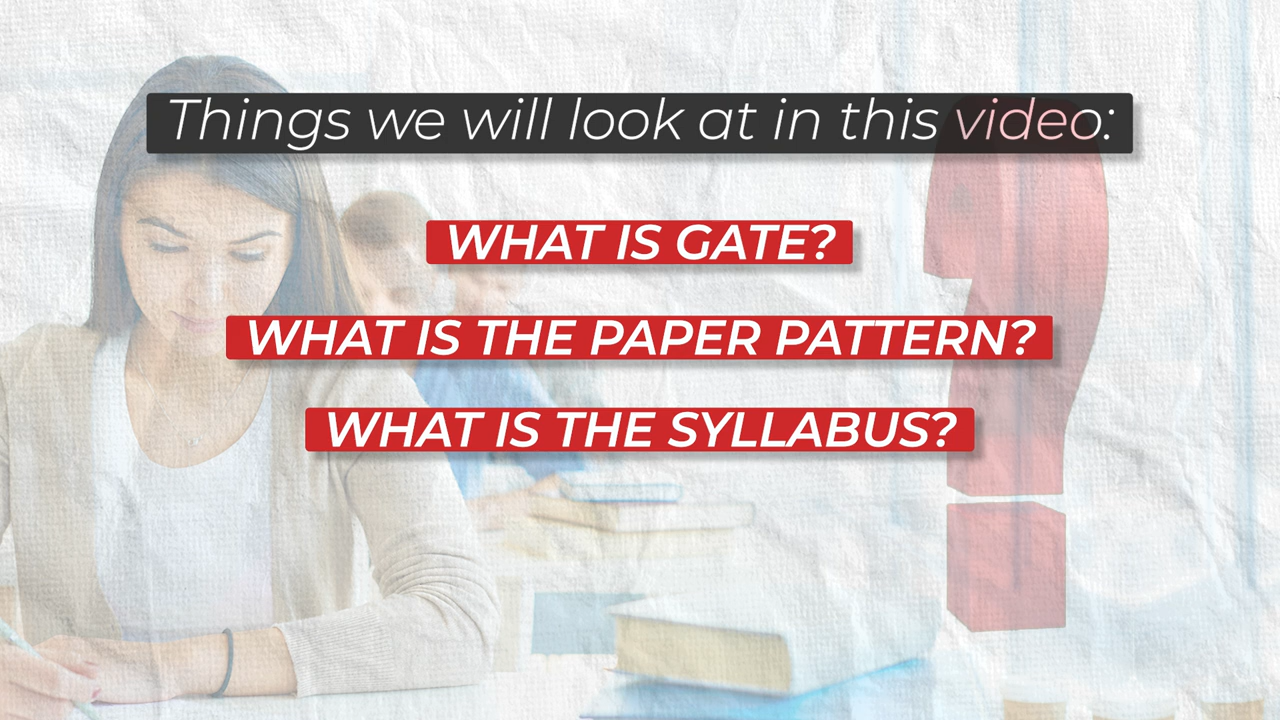 Things we will look at in this video:
WHAT IS GATE?
WHAT IS THE PAPER PATTERN?
WHAT IS THE SYLLABUS?